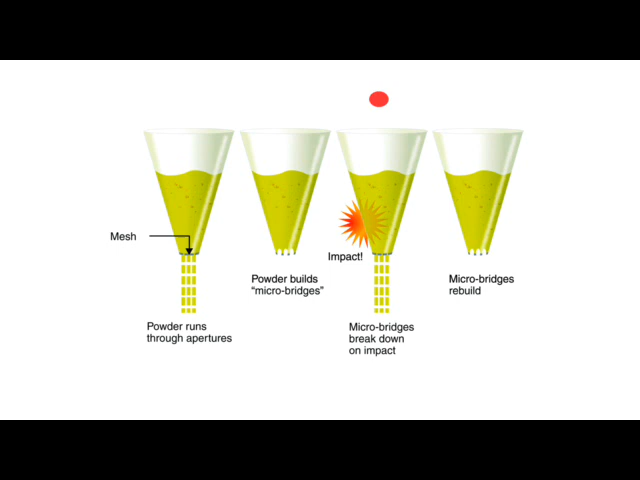 Mesh
Powder runs
through apertures
Powder builds
“micro-bridges”
Impact!
Micro-bridges
break down
on impact
Micro-bridges
rebuild